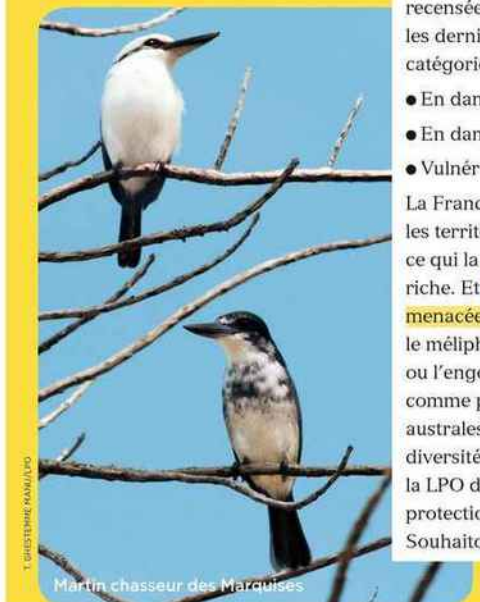 recensée
les derni
catégorie
● En dan
● En dan
● Vulnér
La Franc
les territ
ce qui la
riche. Et
menacée
le méliph
ou l'enge
comme p
australes
diversité
la LPO d
protectio
Souhaito
T. GHESTEMME MANU/LPO
Martin chasseur des Marquises